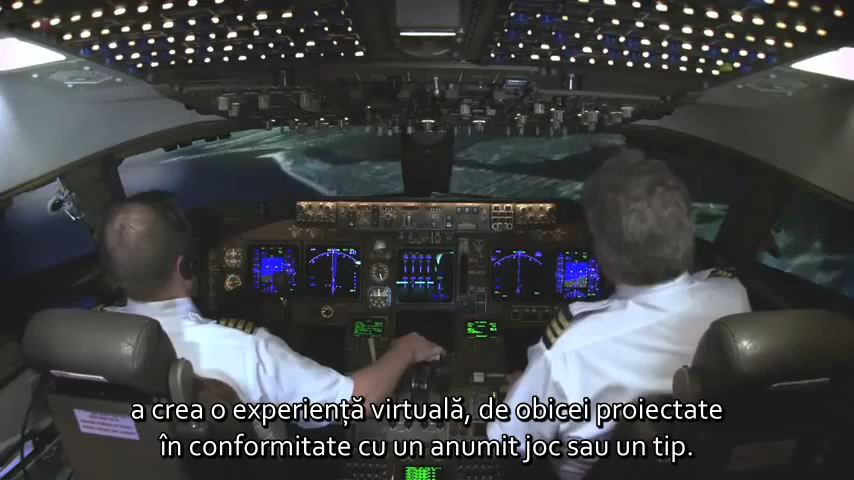 a crea o experiență virtuală, de obicei proiectate
în conformitate cu un anumit joc sau un tip.